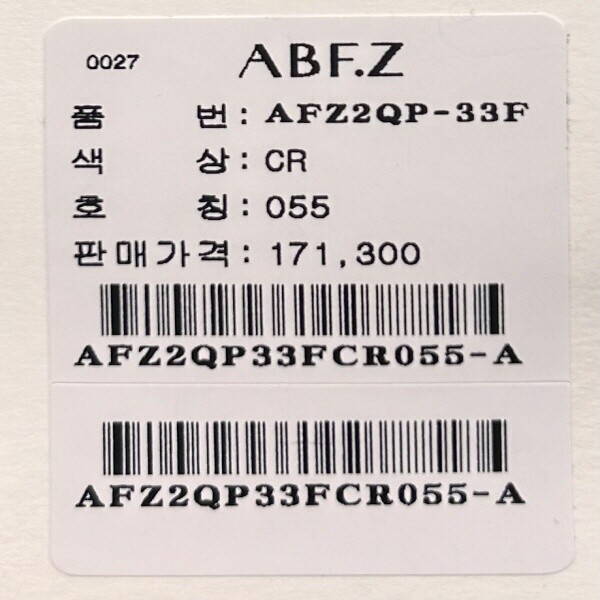 0027 ABF.Z
품 번 : AFZ2QP-33F
색 상 : CR
호 칭 : 055
판매가격 : 171,300
AFZ2QP33FCR055-A
AFZ2QP33FCR055-A